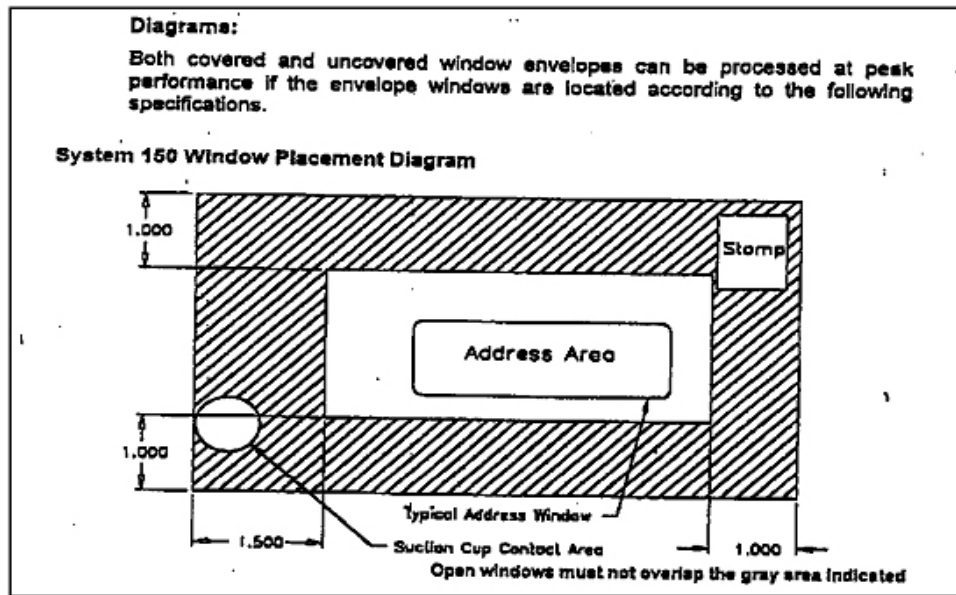 Diagrams:
Both covered and uncovered window envelopes can be processed at peak
performance if the envelope windows are located according to the following
specifications.
System 150 Window Placement Diagram
1.000
Stomp
Address Area
1.000
Typical Address Window
1.500
Suction Cup Contact Area
1.000
Open windows must not overlap the gray area indicated